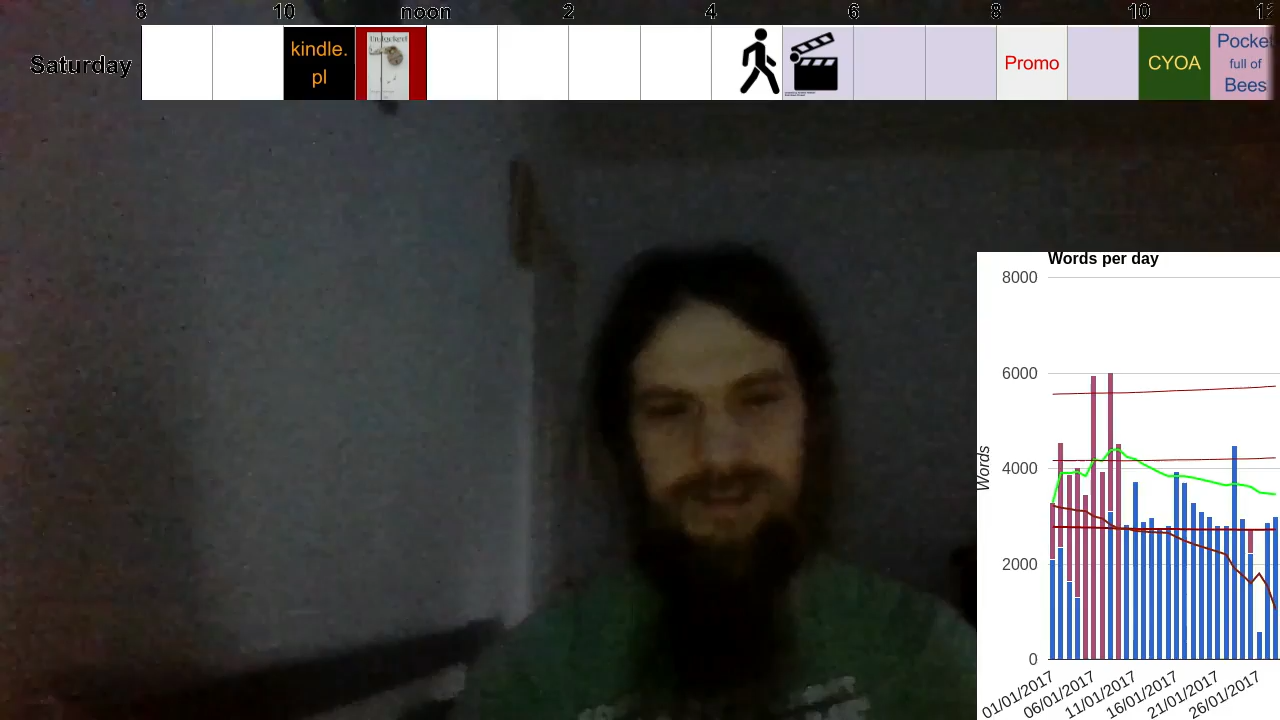 8 10 noon 2 4 6 8 10 12
Saturday
kindle.
pl
Promo
CYOA
Pocket
full of
Bees
Words per day
8000
6000
4000
2000
0
Words
01/01/2017 06/01/2017 11/01/2017 16/01/2017 21/01/2017 26/01/2017